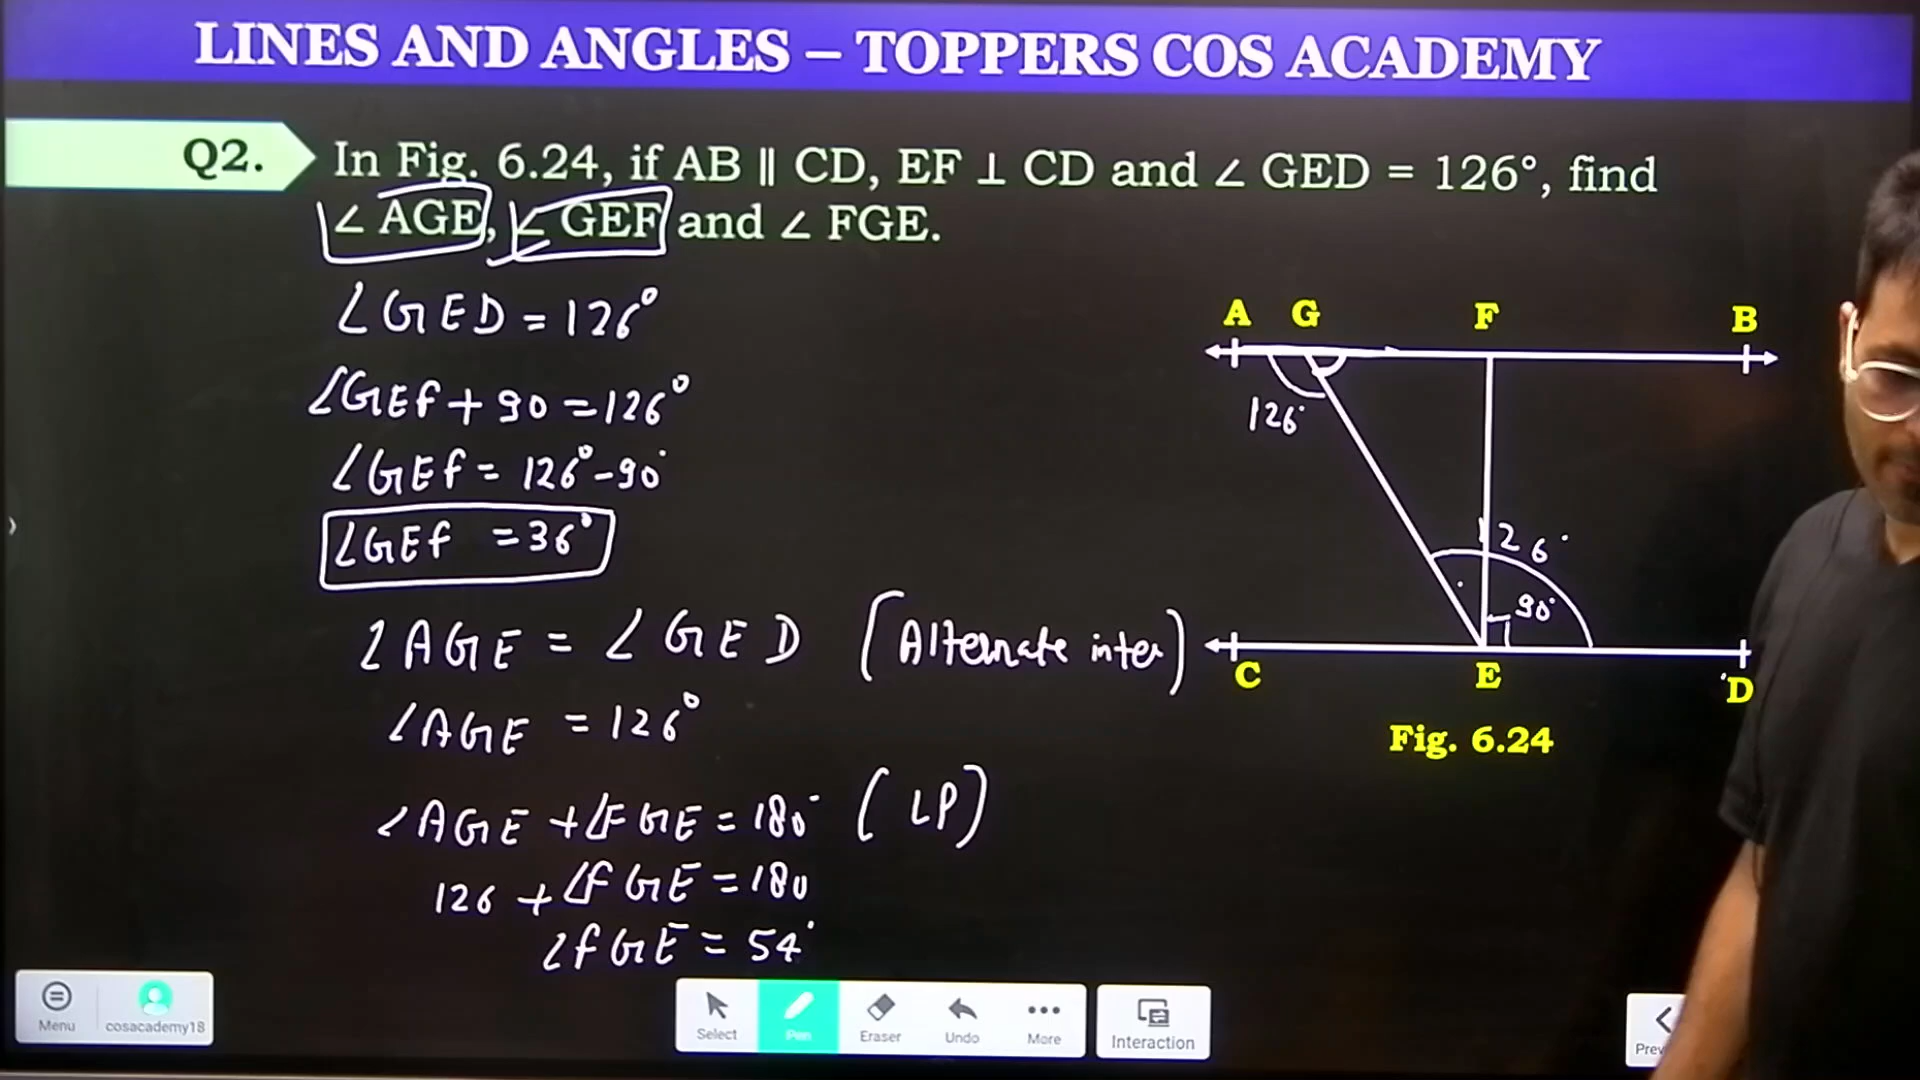 LINES AND ANGLES – TOPPERS COS ACADEMY
Q2. In Fig. 6.24, if AB ∥ CD, EF ⊥ CD and ∠ GED = 126°, find
∠ AGE, ∠ GEF and ∠ FGE.
∠GED = 126°
∠GEF + 90 = 126°
∠GEF = 126° - 90°
∠GEF = 36°
∠AGE = ∠GED (Alternate inter)
∠AGE = 126°
∠AGE + ∠FGE = 180° (LP)
126 + ∠FGE = 180
∠FGE = 54°
A G F B
126°
126°
90°
C E D
Fig. 6.24
Menu
cosacademy18
Select
Pen
Eraser
Undo
More
Interaction
Prev